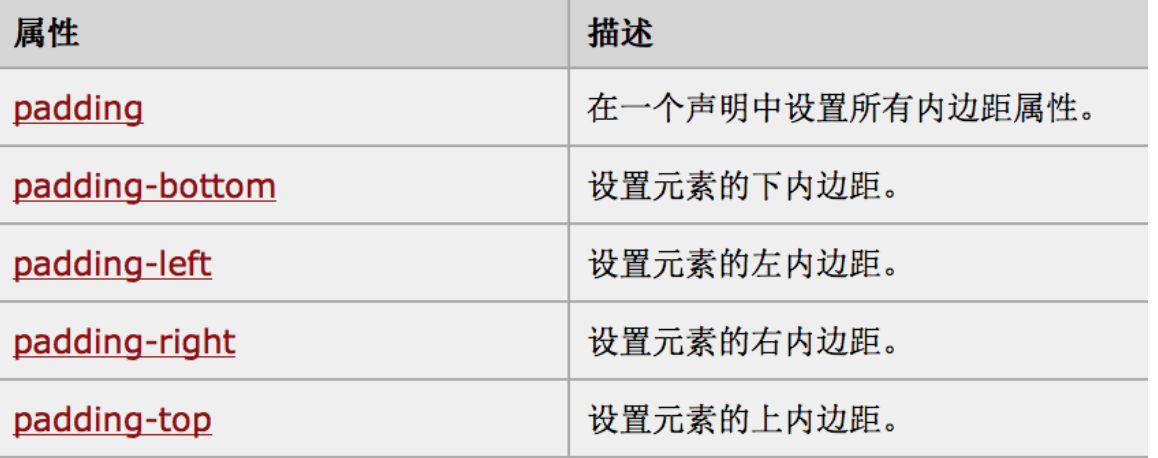 属性 描述
padding 在一个声明中设置所有内边距属性。
padding-bottom 设置元素的下内边距。
padding-left 设置元素的左内边距。
padding-right 设置元素的右内边距。
padding-top 设置元素的上内边距。